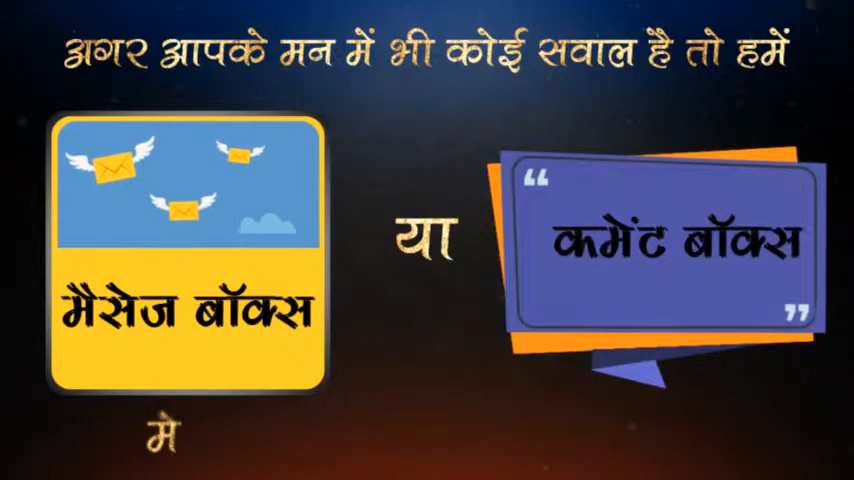 अगर आपके मन में भी कोई सवाल है तो हमें
मैसेज बॉक्स
या
कमेंट बॉक्स
मे